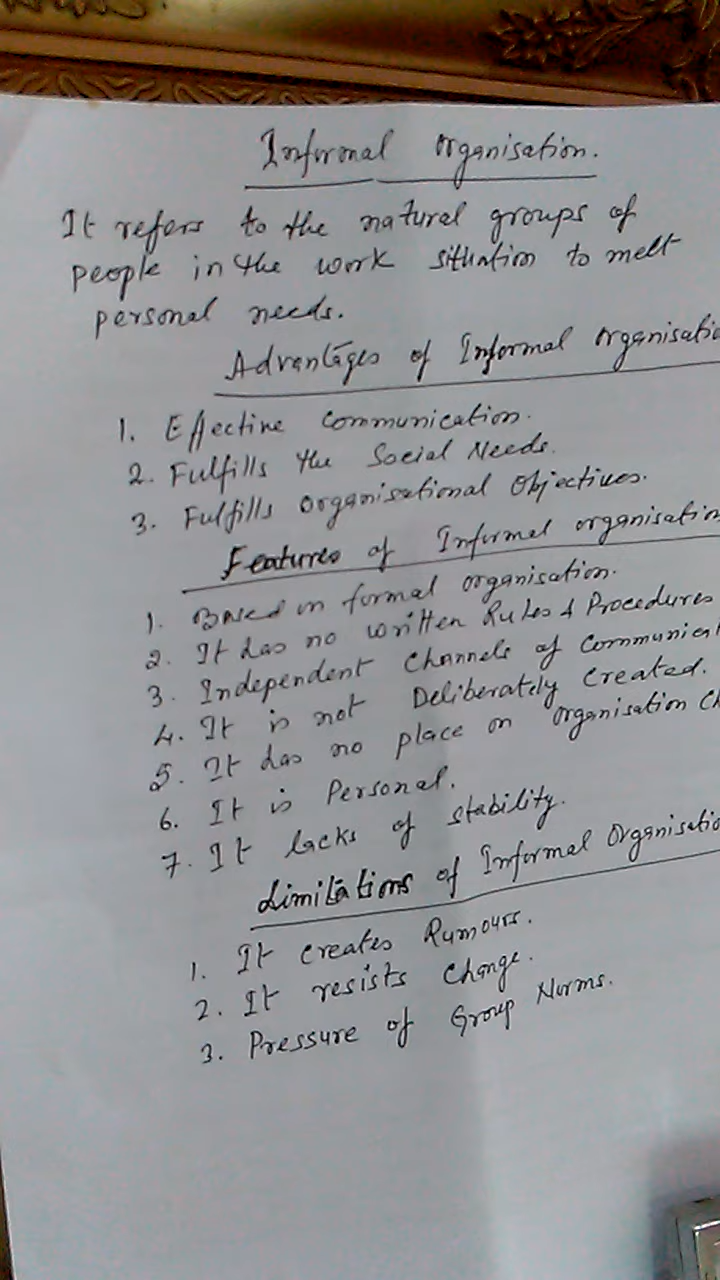 Informal Organisation.
It refers to the natural groups of
people in the work situation to melt
personal needs.
Advantages of Informal Organisatio
1. Effective Communication.
2. Fulfills the Social Needs.
3. Fulfills Organisational Objectives.
Features of Informal organisation
1. Based on formal organisation.
2. It has no written Rules & Procedures
3. Independent Channels of Communicat
4. It is not Deliberately Created.
5. It has no place on Organisation Ch
6. It is Personal.
7. It lacks of stability.
Limitations of Informal Organisatio
1. It creates Rumours.
2. It resists Change.
3. Pressure of Group Norms.